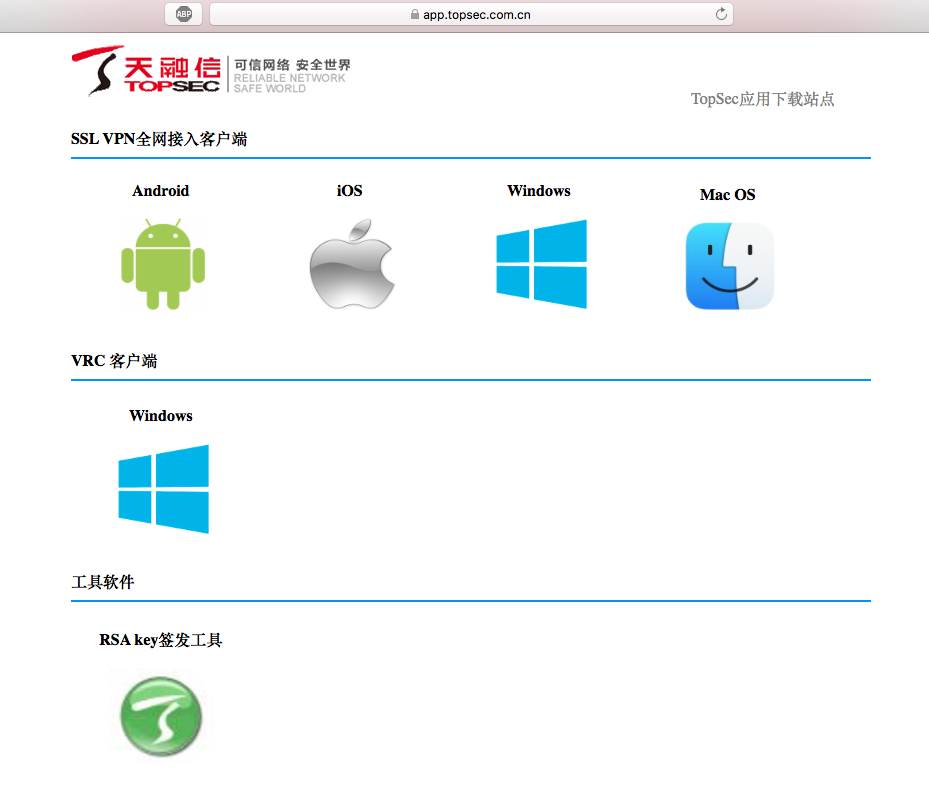 ABP
app.topsec.com.cn
天融信
TOPSEC
可信网络 安全世界
RELIABLE NETWORK
SAFE WORLD
TopSec应用下载站点
SSL VPN全网接入客户端
Android iOS Windows Mac OS
VRC 客户端
Windows
工具软件
RSA key签发工具